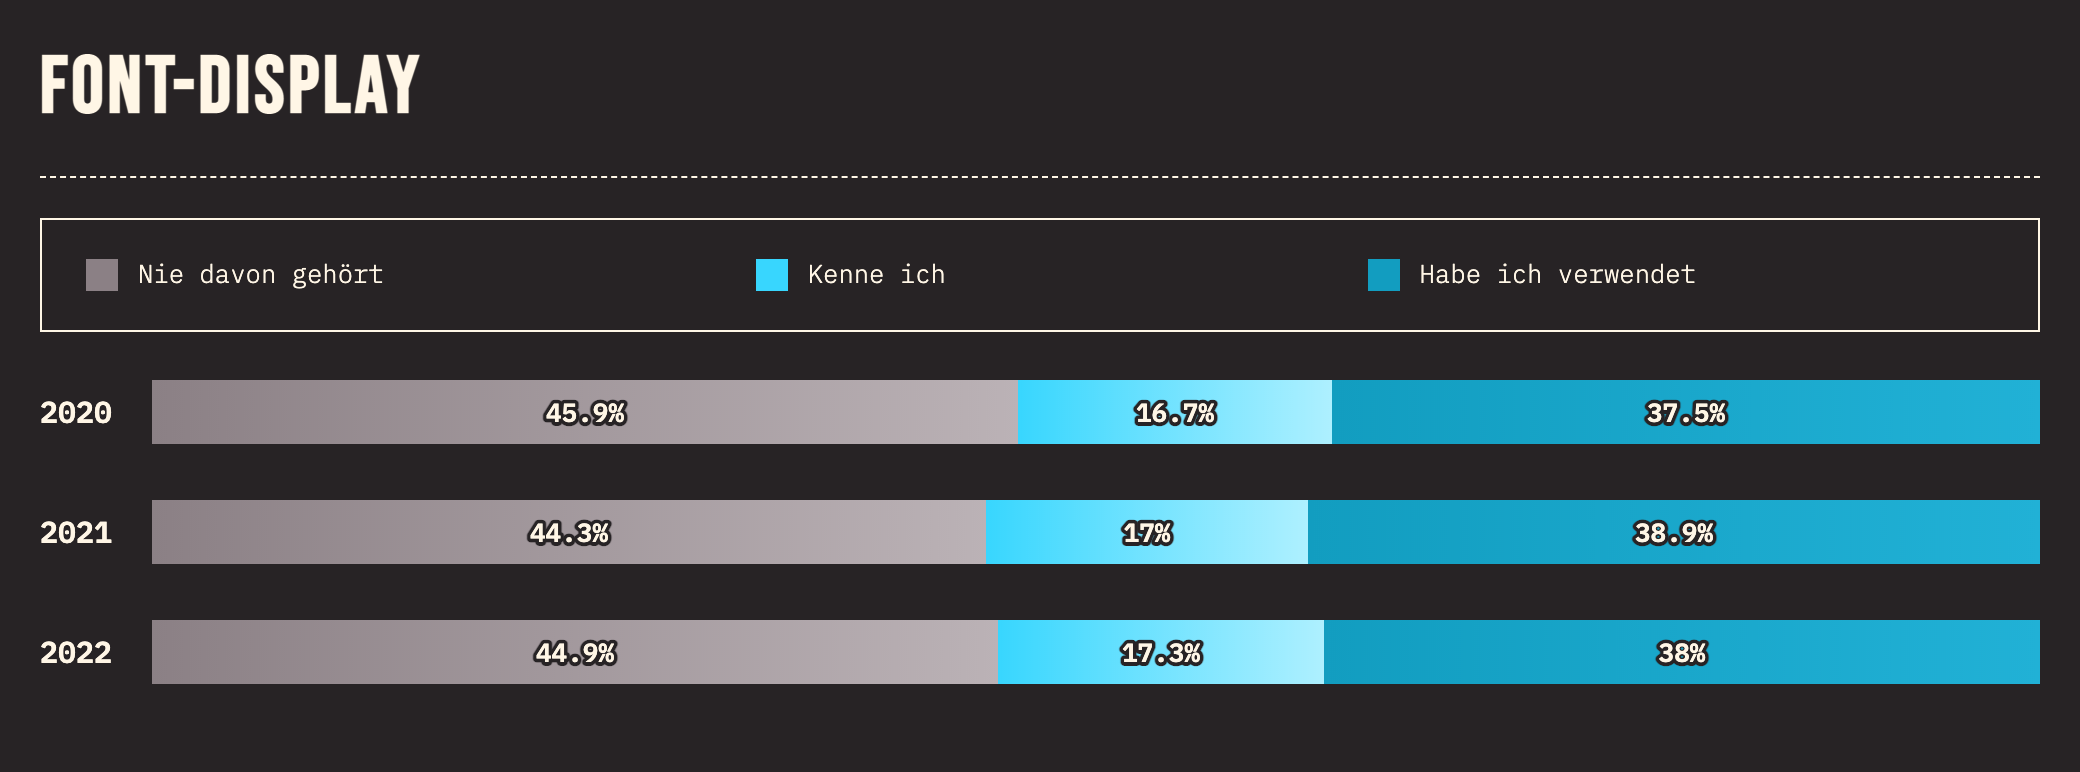 FONT-DISPLAY
Nie davon gehört Kenne ich Habe ich verwendet
2020 45.9% 16.7% 37.5%
2021 44.3% 17% 38.9%
2022 44.9% 17.3% 38%